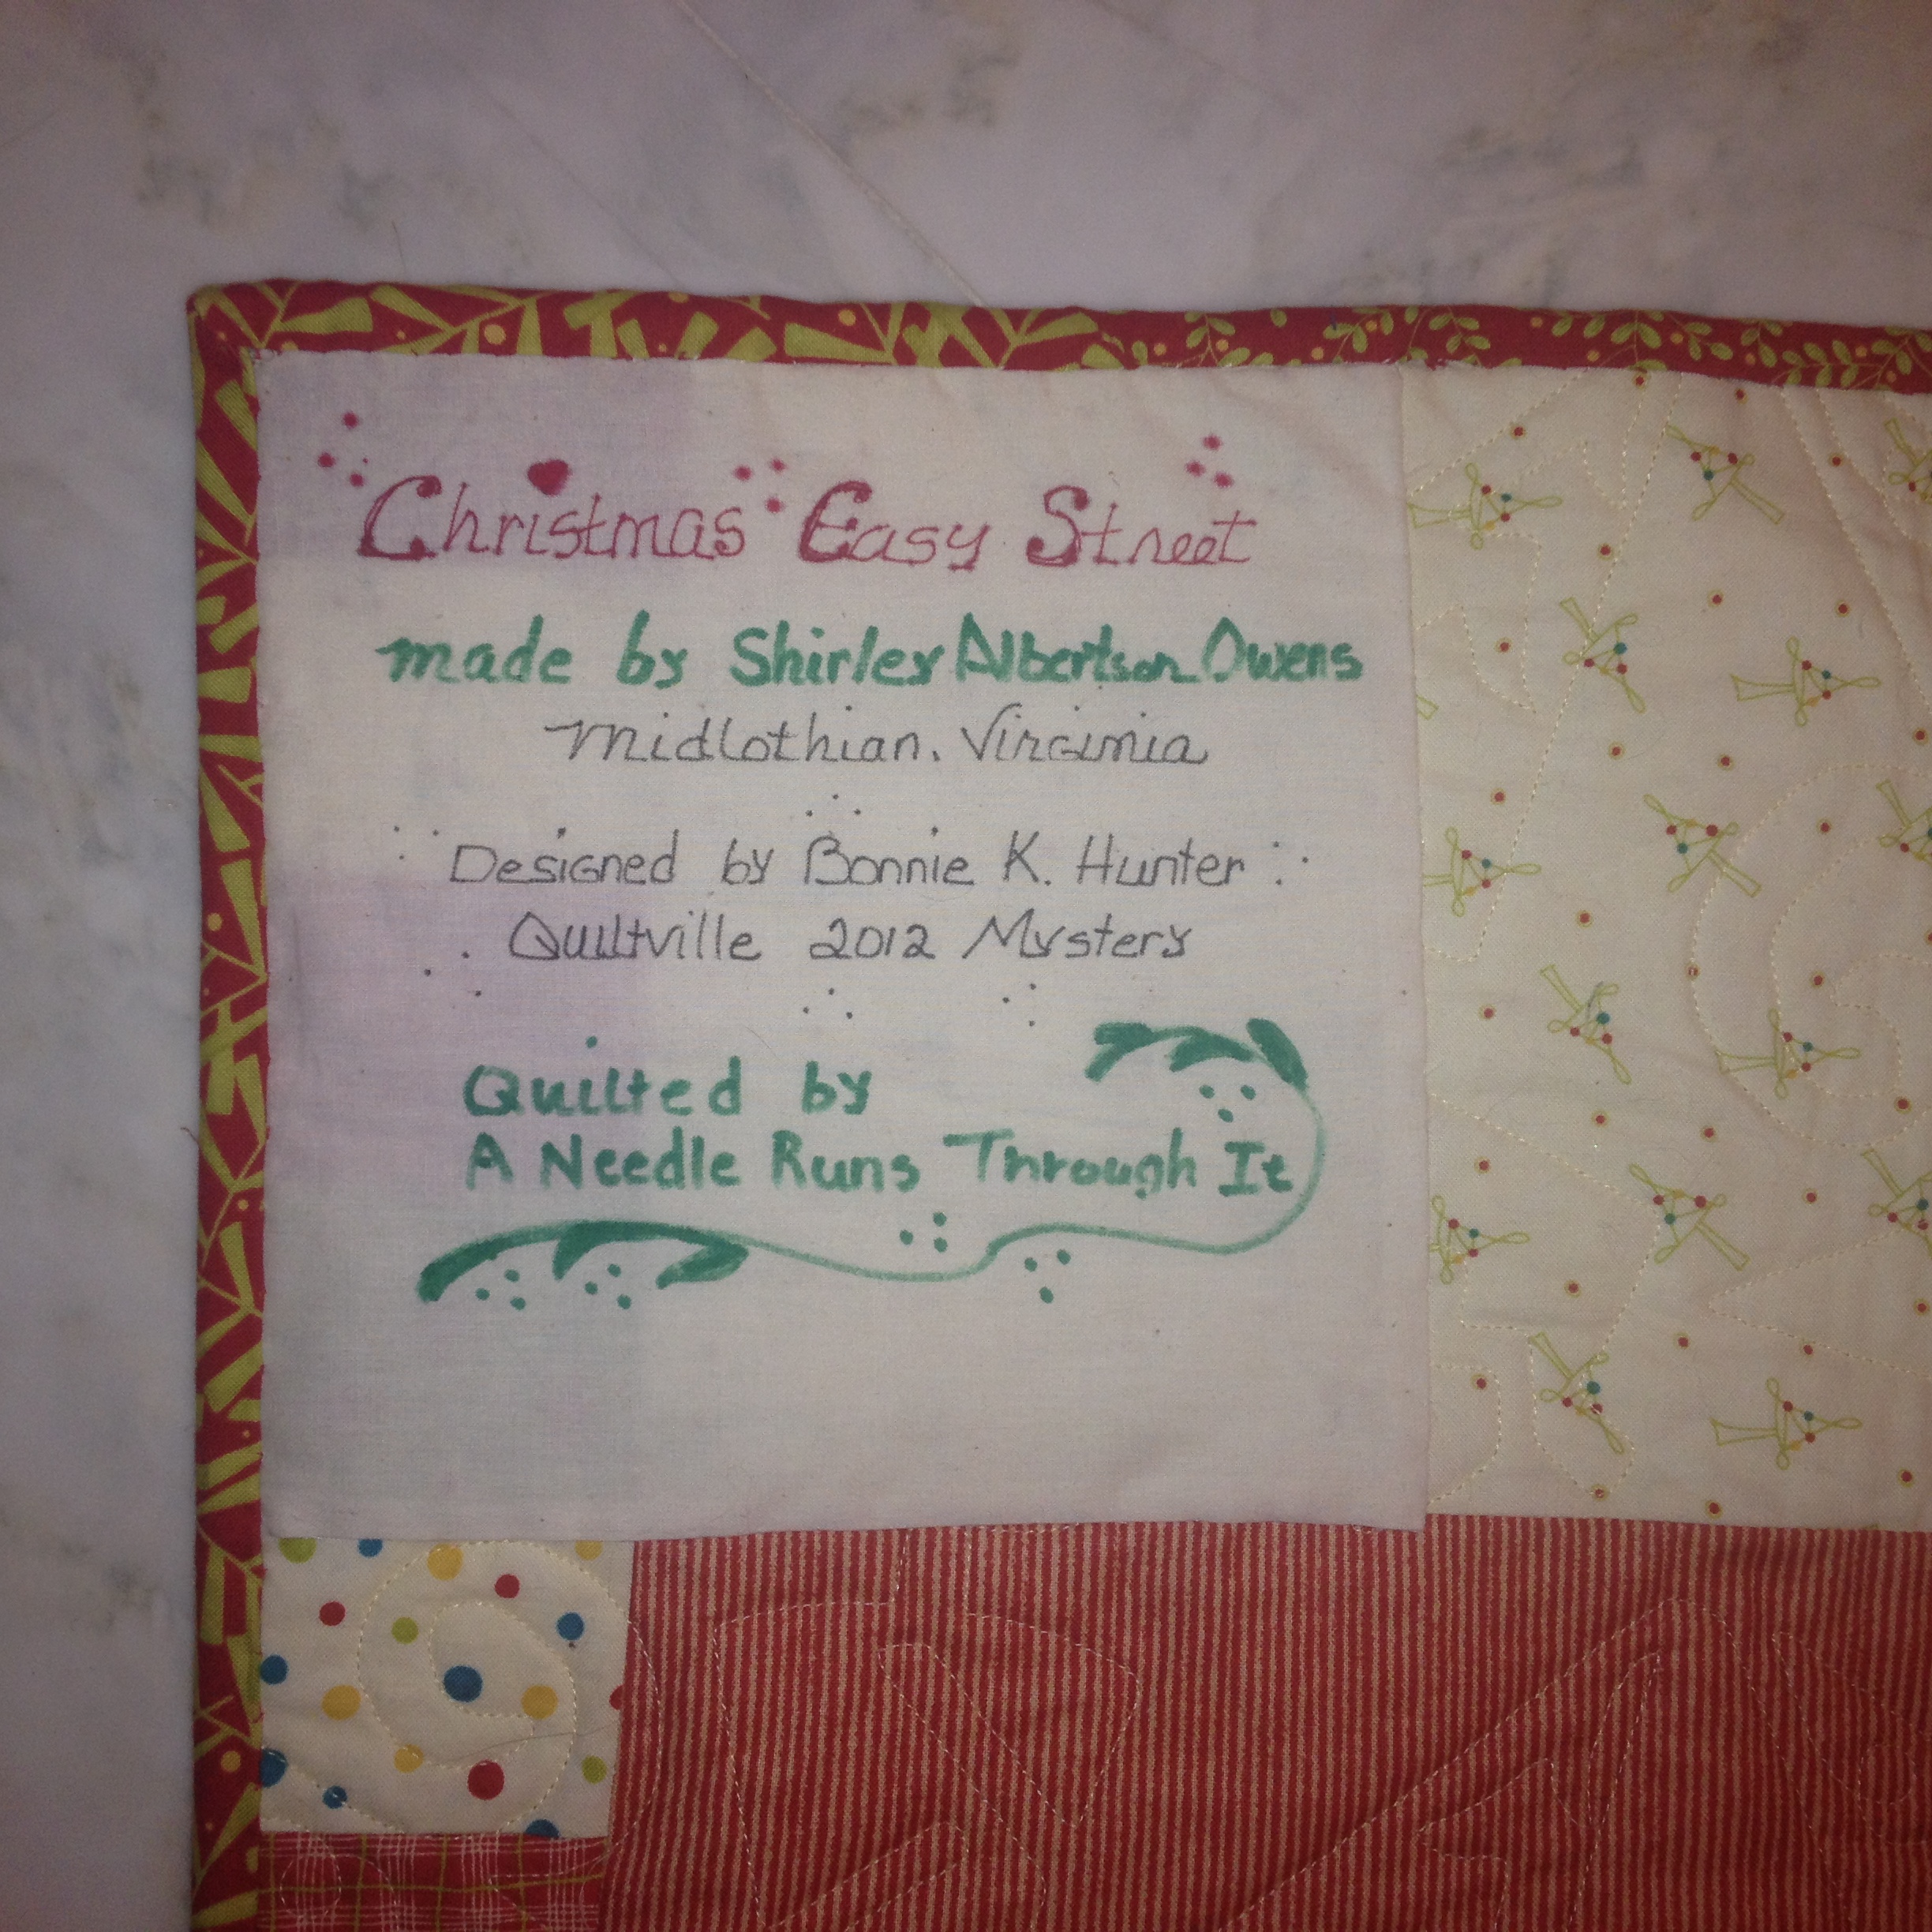 Christmas Easy Street
made by Shirley Albertson Owens
Midlothian, Virginia
Designed by Bonnie K. Hunter
Quiltville 2012 Mystery
Quilted by
A Needle Runs Through It